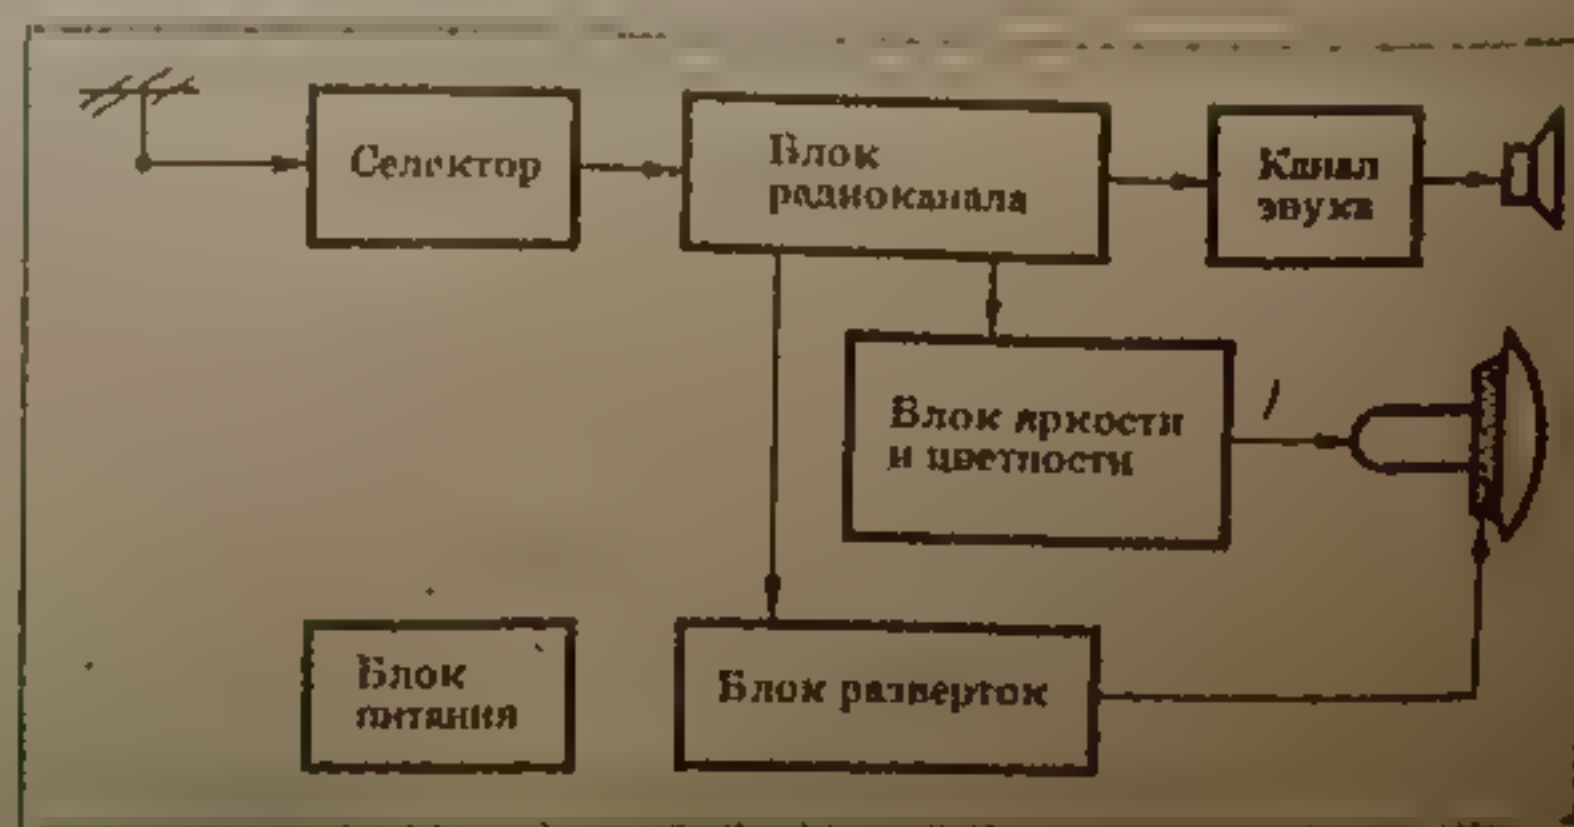 Селектор
Блок
радиоканала
Канал
звука
Блок яркости
и цветности
Блок
питания
Блок разверток